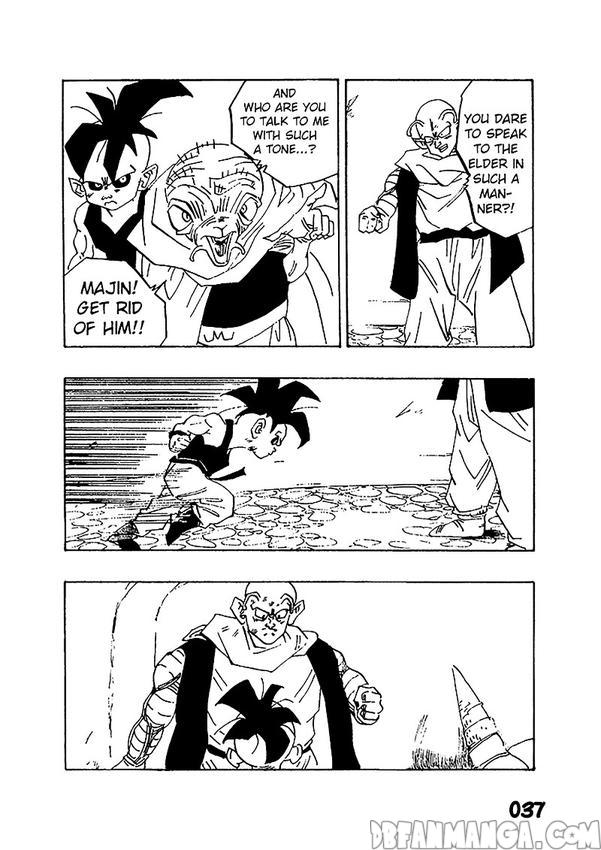 YOU DARE
TO SPEAK
TO THE
ELDER IN
SUCH A
MAN-
NER?!
AND
WHO ARE YOU
TO TALK TO ME
WITH SUCH
A TONE...?
MAJIN!
GET RID
OF HIM!!
037
DBFANMANGA.COM